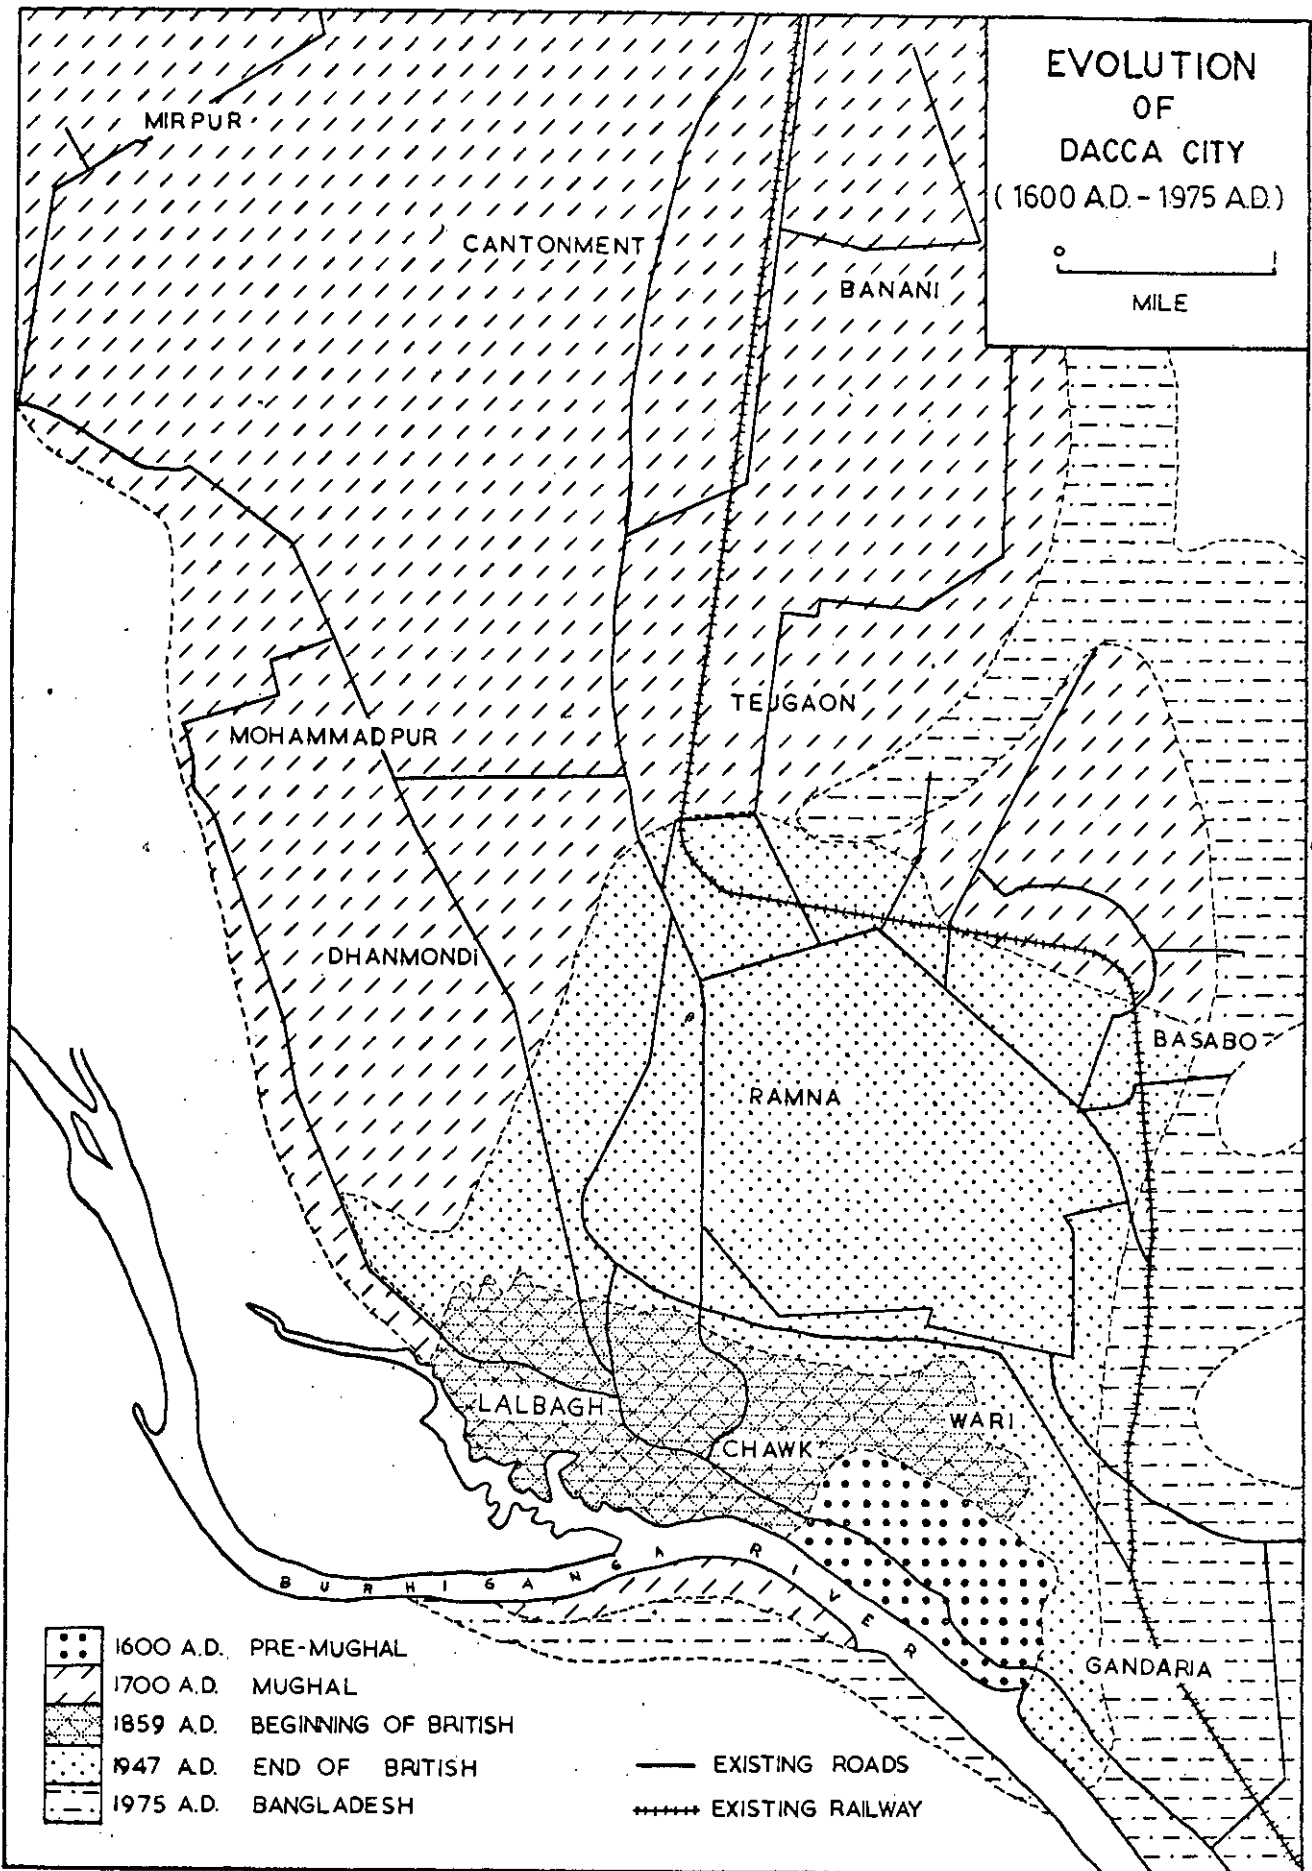 EVOLUTION
OF
DACCA CITY
( 1600 A.D. - 1975 A.D.)
0 1
MILE
MIRPUR
CANTONMENT
BANANI
TEJGAON
MOHAMMADPUR
DHANMONDI
BASABO
RAMNA
LALBAGH
WARI
CHAWK
BURHIGANGA RIVER
GANDARIA
1600 A.D. PRE-MUGHAL
1700 A.D. MUGHAL
1859 A.D. BEGINNING OF BRITISH
1947 A.D. END OF BRITISH
1975 A.D. BANGLADESH
EXISTING ROADS
EXISTING RAILWAY